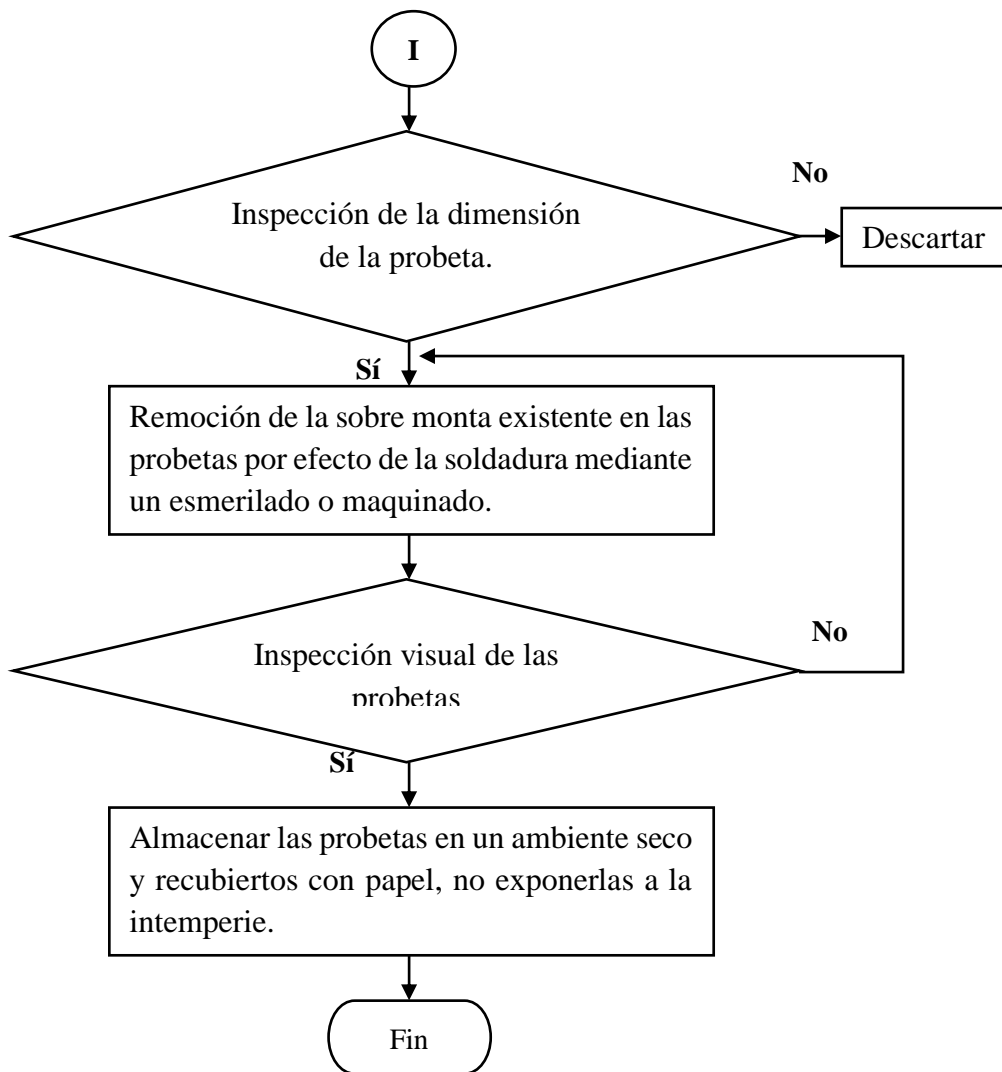 I
Inspección de la dimensión
de la probeta.
No
Descartar
Sí
Remoción de la sobre monta existente en las
probetas por efecto de la soldadura mediante
un esmerilado o maquinado.
Inspección visual de las
probetas
No
Sí
Almacenar las probetas en un ambiente seco
y recubiertos con papel, no exponerlas a la
intemperie.
Fin